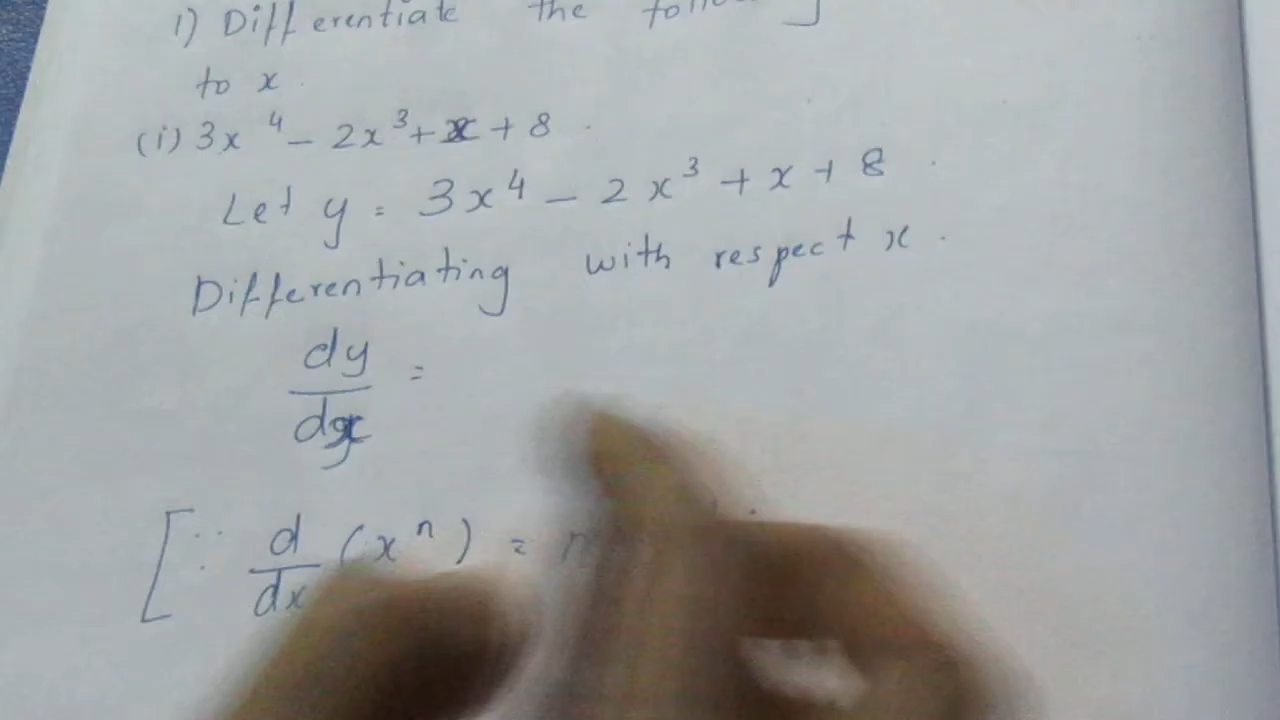 1) Differentiate the
to x.
(i) 3x⁴ - 2x³ + x + 8.
Let y = 3x⁴ - 2x³ + x + 8.
Differentiating with respect x.
dy/dx =
[∵ d/dx (xⁿ) = n